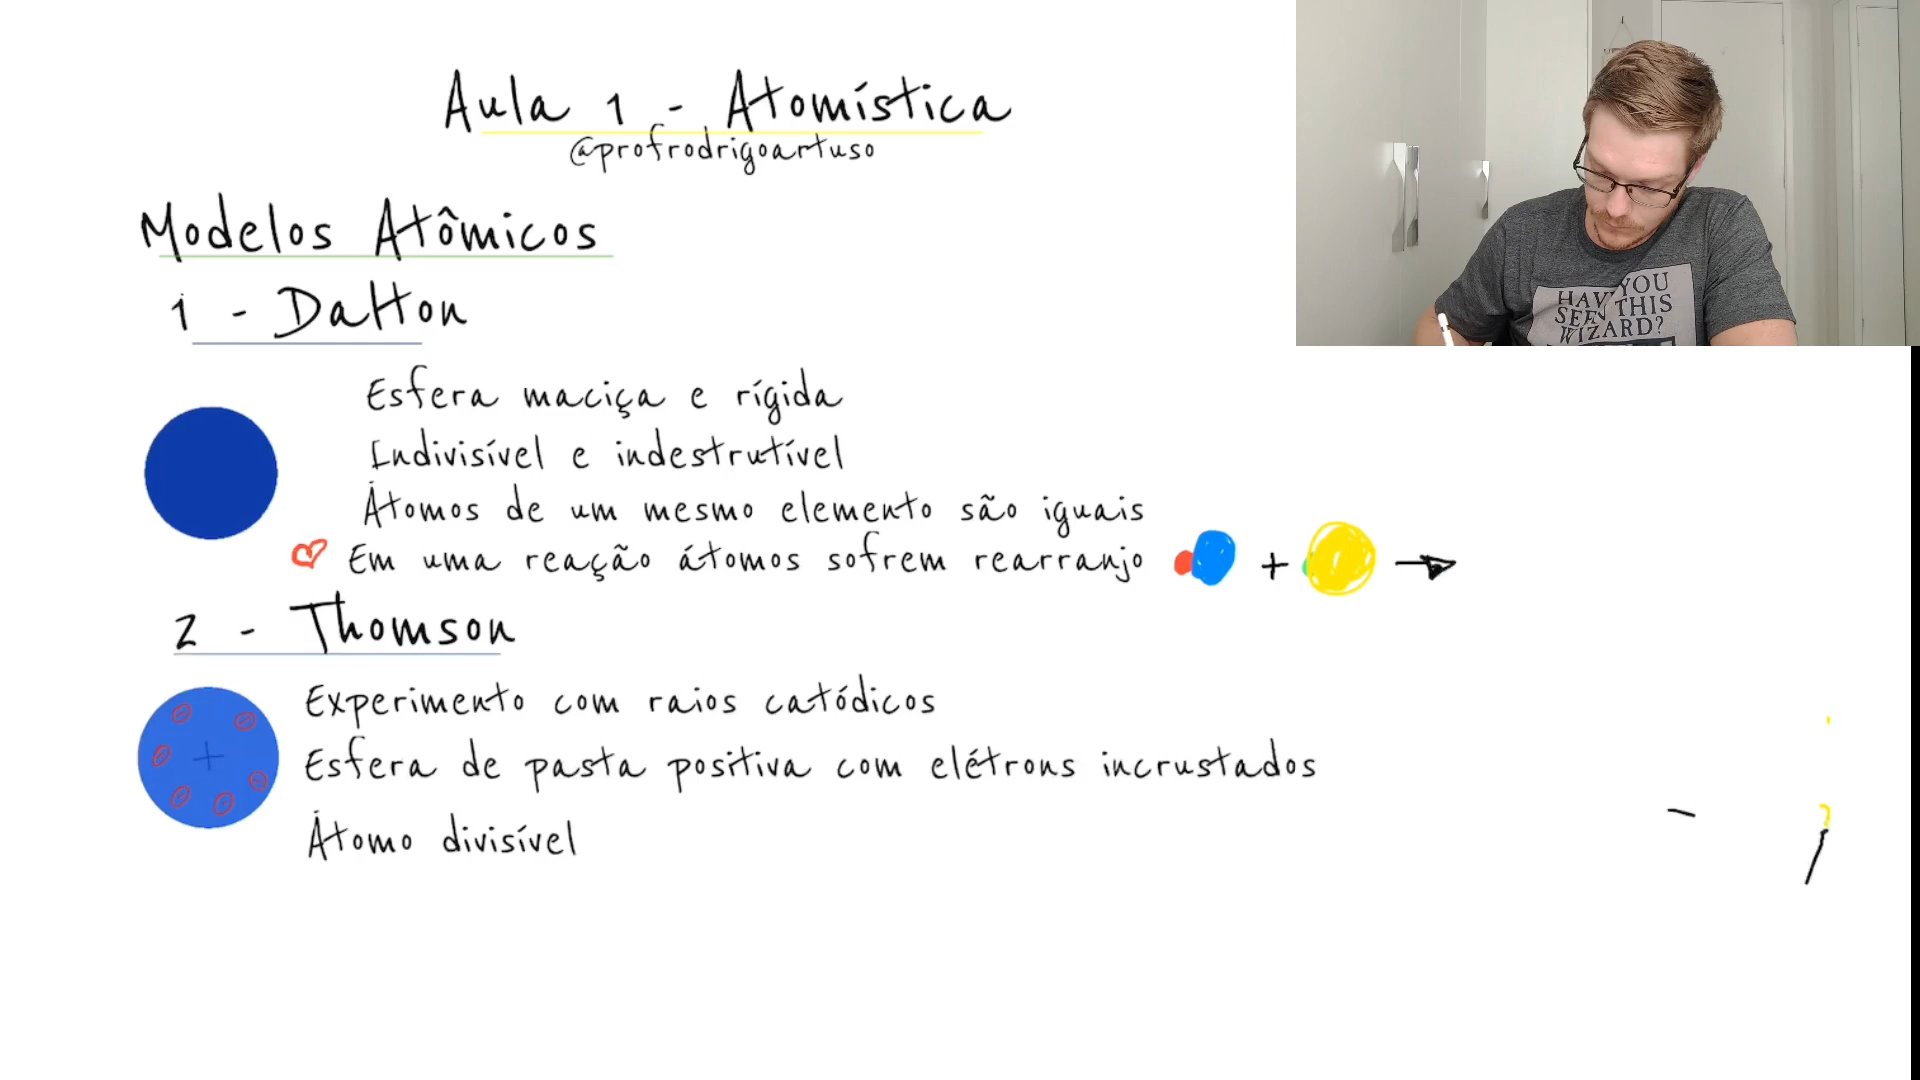 Aula 1 - Atomística
@profrodrigoartuso
Modelos Atômicos
1 - Dalton
Esfera maciça e rígida
Indivisível e indestrutível
Átomos de um mesmo elemento são iguais
Em uma reação átomos sofrem rearranjo
+
2 - Thomson
Experimento com raios catódicos
Esfera de pasta positiva com elétrons incrustados
Átomo divisível
HAVE YOU
SEEN THIS
WIZARD?